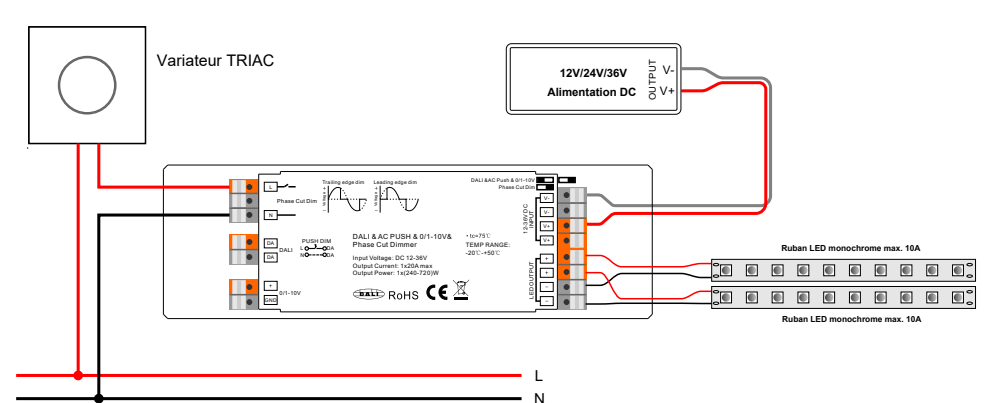 Variateur TRIAC
12V/24V/36V
Alimentation DC
OUTPUT
V-
V+
DALI &AC Push & 0/1-10V
Phase Cut Dim
Trailing edge dim
Leading edge dim
L
Phase Cut Dim
N
V-
V-
V+
V+
12-36VDC
INPUT
DA
DA
DALI
PUSH DIM
L
DA
N
DA
DALI & AC PUSH & 0/1-10V&
Phase Cut Dimmer
Input Voltage: DC 12-36V
Output Current: 1x20A max
Output Power: 1x(240-720)W
• tc=75℃
TEMP RANGE:
-20℃-+50℃
+
+
−
−
LED OUTPUT
+
GND
0/1-10V
DALI
RoHS
CE
Ruban LED monochrome max. 10A
Ruban LED monochrome max. 10A
L
N